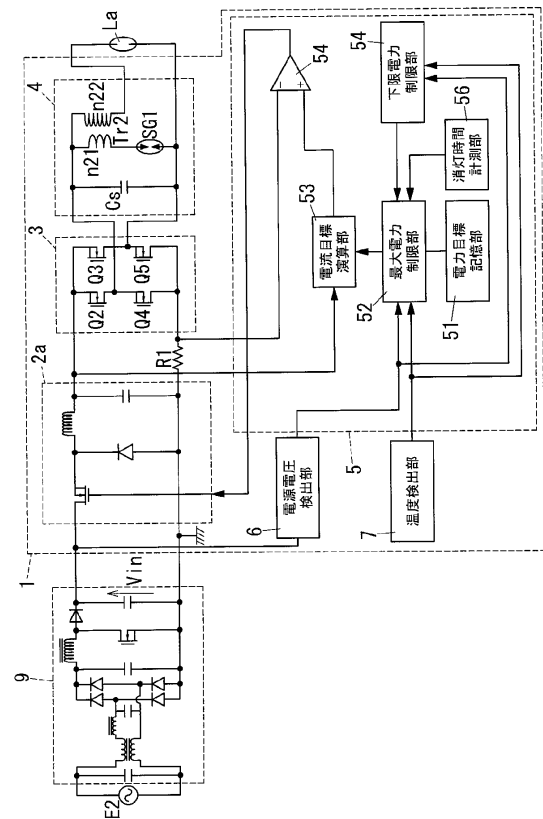 1
2a
3
4
La
9
Vin
E2
R1
Q2
Q3
Q4
Q5
Cs
n21
n22
Tr2
SG1
54
53
電流目標
演算部
54
下限電力
制限部
52
最大電力
制限部
56
消灯時間
計測部
51
電力目標
記憶部
5
6
電源電圧
検出部
7
温度検出部